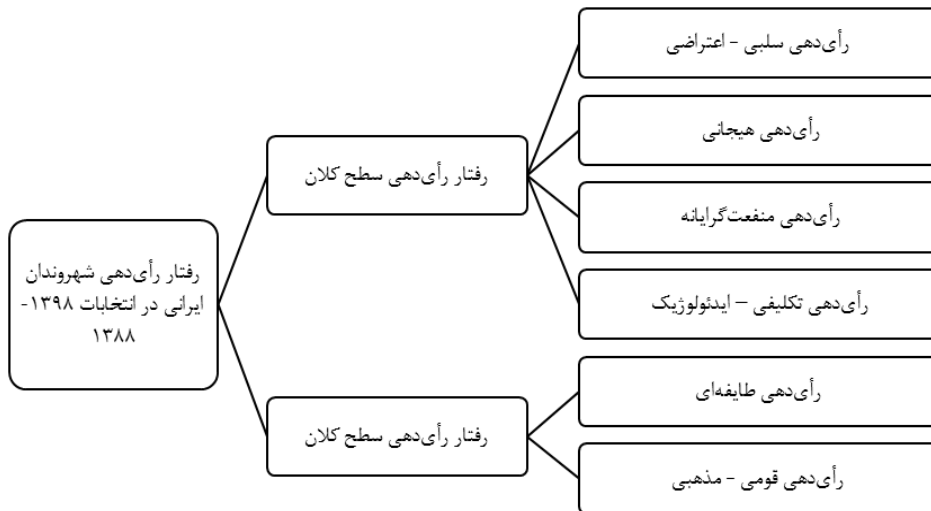 رأی‌دهی سلبی - اعتراضی
رأی‌دهی هیجانی
رفتار رأی‌دهی سطح کلان
رأی‌دهی منفعت‌گرایانه
رفتار رأی‌دهی شهروندان
ایرانی در انتخابات ۱۳۹۸-
۱۳۸۸
رأی‌دهی تکلیفی – ایدئولوژیک
رأی‌دهی طایفه‌ای
رفتار رأی‌دهی سطح کلان
رأی‌دهی قومی - مذهبی